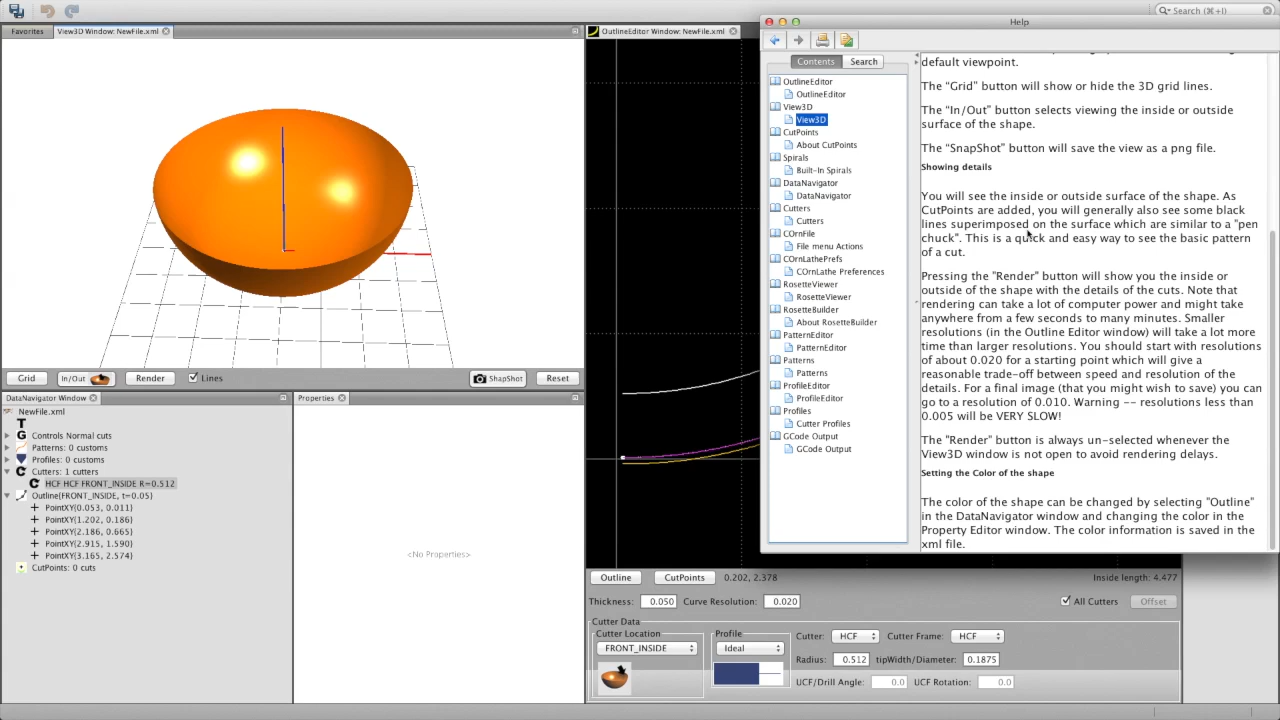 Search (⌘+I)
Favorites
View3D Window: NewFile.xml
OutlineEditor Window: NewFile.xml
Help
Contents
Search
OutlineEditor
OutlineEditor
View3D
View3D
CutPoints
About CutPoints
Spirals
Built-In Spirals
DataNavigator
DataNavigator
Cutters
Cutters
COrnFile
File menu Actions
COrnLathePrefs
COrnLathe Preferences
RosetteViewer
RosetteViewer
RosetteBuilder
About RosetteBuilder
PatternEditor
PatternEditor
Patterns
Patterns
ProfileEditor
ProfileEditor
Profiles
Cutter Profiles
GCode Output
GCode Output
default viewpoint.
The "Grid" button will show or hide the 3D grid lines.
The "In/Out" button selects viewing the inside or outside
surface of the shape.
The "SnapShot" button will save the view as a png file.
Showing details
You will see the inside or outside surface of the shape. As
CutPoints are added, you will generally also see some black
lines superimposed on the surface which are similar to a "pen
chuck". This is a quick and easy way to see the basic pattern
of a cut.
Pressing the "Render" button will show you the inside or
outside of the shape with the details of the cuts. Note that
rendering can take a lot of computer power and might take
anywhere from a few seconds to many minutes. Smaller
resolutions (in the Outline Editor window) will take a lot more
time than larger resolutions. You should start with resolutions
of about 0.020 for a starting point which will give a
reasonable trade-off between speed and resolution of the
details. For a final image (that you might wish to save) you can
go to a resolution of 0.010. Warning -- resolutions less than
0.005 will be VERY SLOW!
The "Render" button is always un-selected whenever the
View3D window is not open to avoid editing delays.
Setting the Color of the shape
The color of the shape can be changed by selecting "Outline"
in the DataNavigator window and changing the color in the
Property Editor window. The color information is saved in the
xml file.
Grid
In/Out
Render
Lines
SnapShot
Reset
DataNavigator Window
Properties
NewFile.xml
T
G Controls Normal cuts
Patterns: 0 customs
Profiles: 0 customs
Cutters: 1 cutters
HCF HCF FRONT_INSIDE R=0.512
Outline(FRONT_INSIDE, t=0.05)
PointXY(0.053, 0.011)
PointXY(1.202, 0.186)
PointXY(2.186, 0.665)
PointXY(2.915, 1.590)
PointXY(3.165, 2.574)
CutPoints: 0 cuts
<No Properties>
Outline
CutPoints
0.202, 2.378
Inside length: 4.477
Thickness: 0.050
Curve Resolution: 0.020
All Cutters
Offset
Cutter Data
Cutter Location
FRONT_INSIDE
Profile
Ideal
Cutter: HCF
Cutter Frame: HCF
Radius: 0.512
tipWidth/Diameter: 0.1875
UCF/Drill Angle: 0.0
UCF Rotation: 0.0